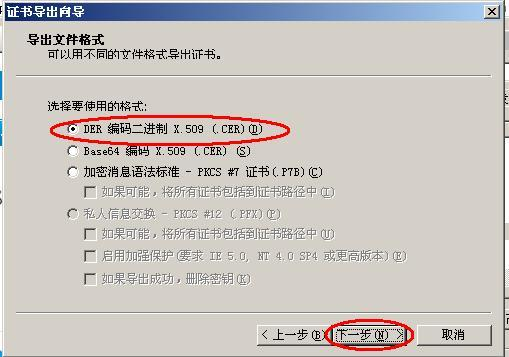 证书导出向导
导出文件格式
可以用不同的文件格式导出证书。
选择要使用的格式:
DER 编码二进制 X.509 (.CER)(D)
Base64 编码 X.509 (.CER) (S)
加密消息语法标准 - PKCS #7 证书(.P7B)(C)
如果可能，将所有证书包括到证书路径中(I)
私人信息交换 - PKCS #12 (.PFX)(P)
如果可能，将所有证书包括到证书路径中(U)
启用加强保护(要求 IE 5.0, NT 4.0 SP4 或更高版本)(E)
如果导出成功，删除密钥(K)
< 上一步(B) 下一步(N) > 取消